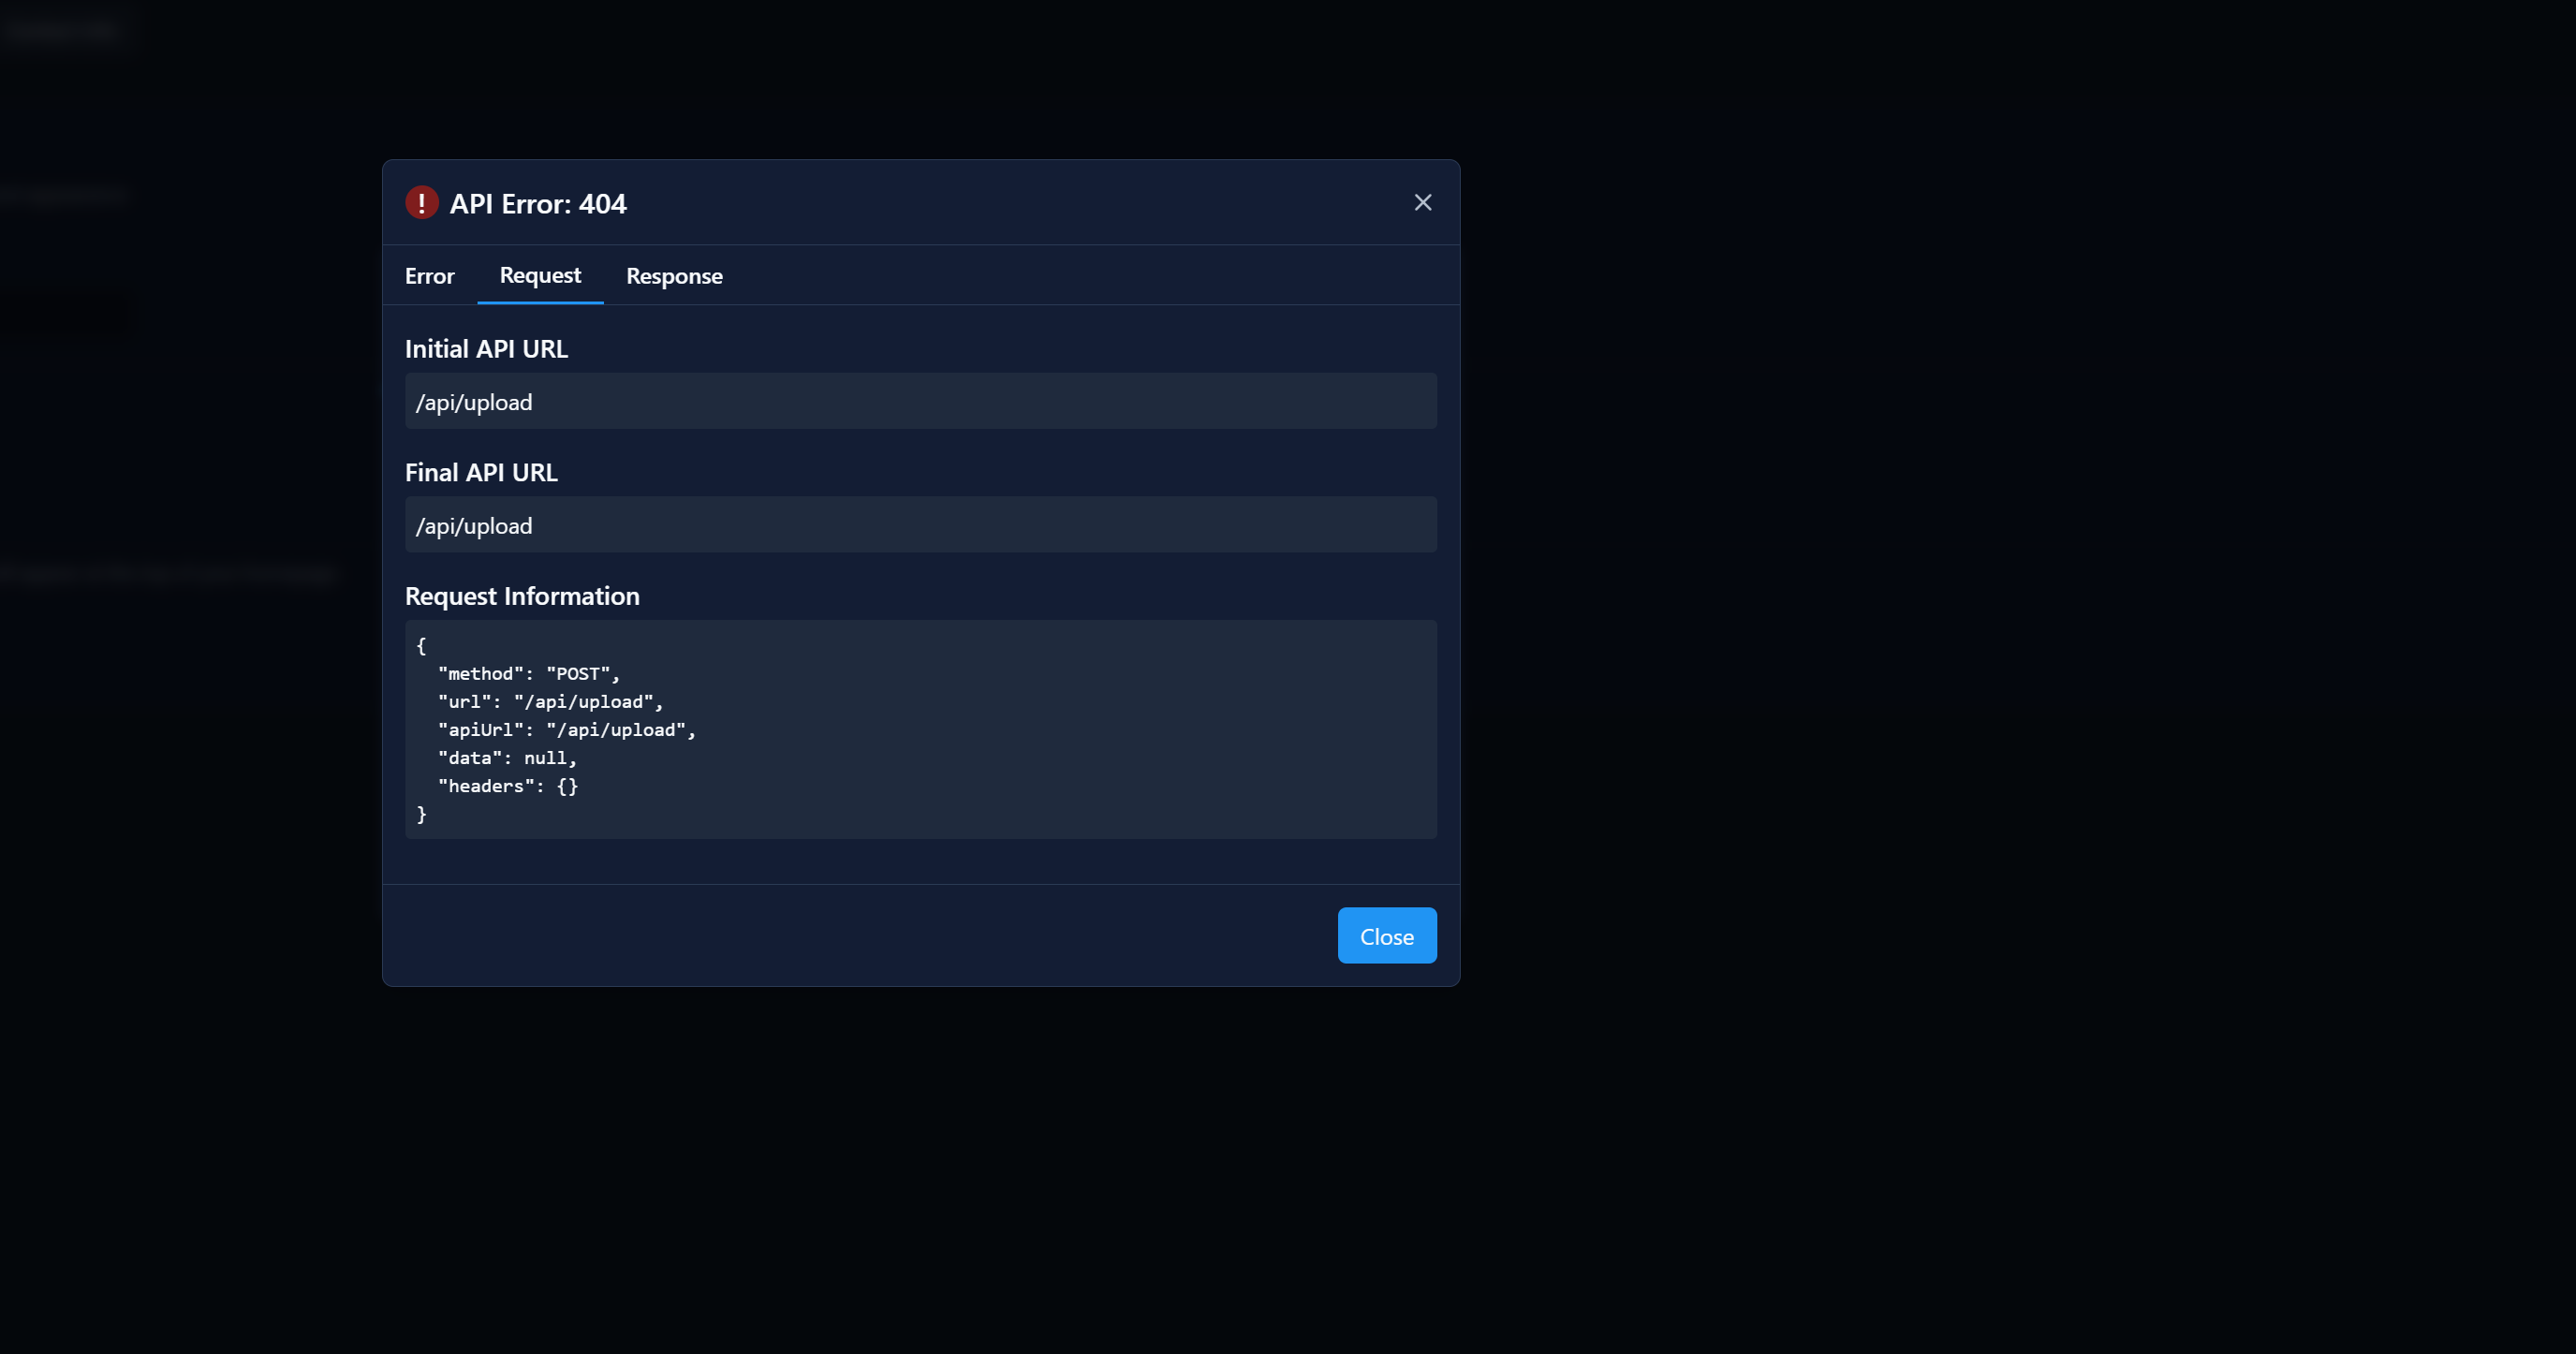 API Error: 404
Error Request Response
Initial API URL
/api/upload
Final API URL
/api/upload
Request Information
{
  "method": "POST",
  "url": "/api/upload",
  "apiUrl": "/api/upload",
  "data": null,
  "headers": {}
}
Close